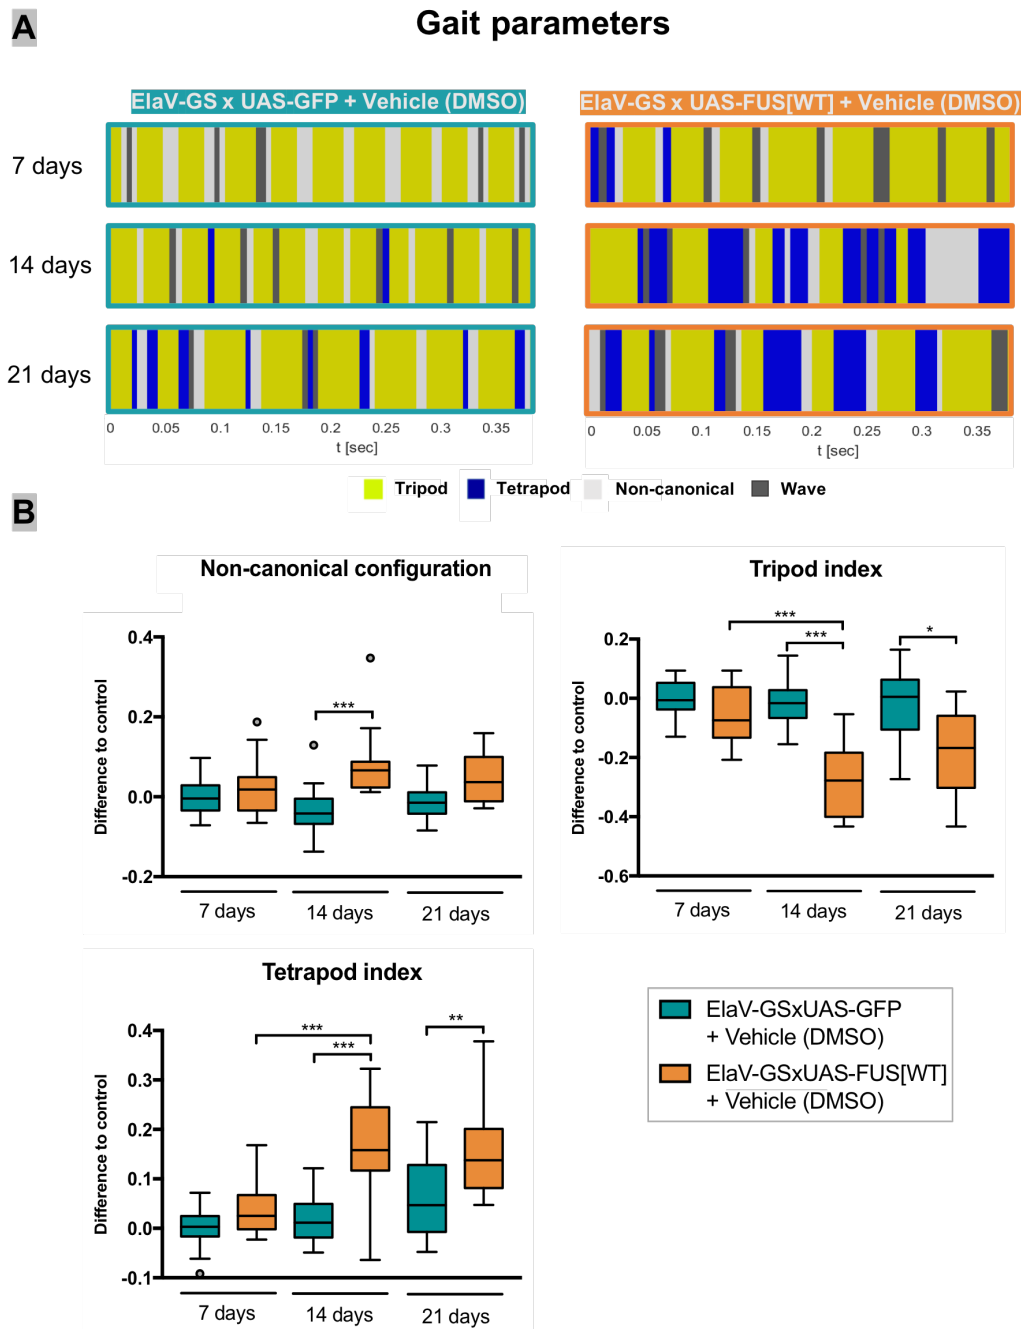 A
Gait parameters
ElaV-GS x UAS-GFP + Vehicle (DMSO)
ElaV-GS x UAS-FUS[WT] + Vehicle (DMSO)
7 days
14 days
21 days
0 0.05 0.1 0.15 0.2 0.25 0.3 0.35
t [sec]
0 0.05 0.1 0.15 0.2 0.25 0.3 0.35
t [sec]
Tripod Tetrapod Non-canonical Wave
B
Non-canonical configuration
Difference to control
0.4
0.2
0.0
-0.2
***
7 days 14 days 21 days
Tripod index
Difference to control
0.2
0.0
-0.2
-0.4
-0.6
***
***
*
7 days 14 days 21 days
Tetrapod index
Difference to control
0.4
0.3
0.2
0.1
0.0
-0.1
***
***
**
7 days 14 days 21 days
ElaV-GSxUAS-GFP
+ Vehicle (DMSO)
ElaV-GSxUAS-FUS[WT]
+ Vehicle (DMSO)